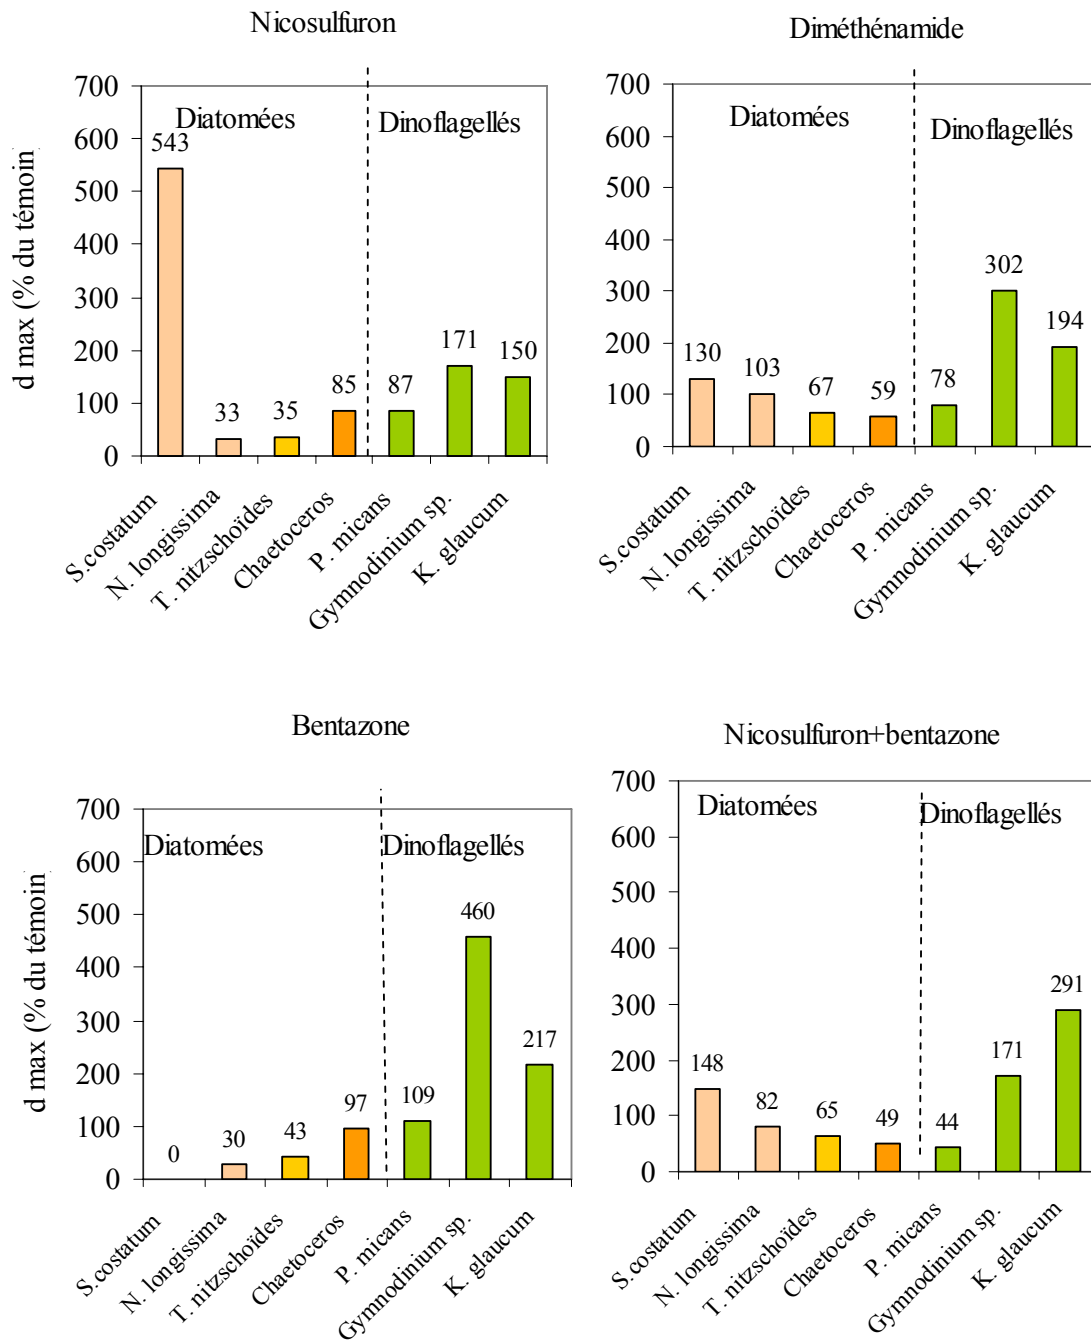 Nicosulfuron
d max (% du témoin)
700
600
500
400
300
200
100
0
Diatomées
Dinoflagellés
543
33
35
85
87
171
150
S.costatum
N. longissima
T. nitzschoïdes
Chaetoceros
P. micans
Gymnodinium sp.
K. glaucum
Diméthénamide
700
600
500
400
300
200
100
0
Diatomées
Dinoflagellés
130
103
67
59
78
302
194
S.costatum
N. longissima
T. nitzschoïdes
Chaetoceros
P. micans
Gymnodinium sp.
K. glaucum
Bentazone
d max (% du témoin)
700
600
500
400
300
200
100
0
Diatomées
Dinoflagellés
0
30
43
97
109
460
217
S.costatum
N. longissima
T. nitzschoïdes
Chaetoceros
P. micans
Gymnodinium sp.
K. glaucum
Nicosulfuron+bentazone
700
600
500
400
300
200
100
0
Diatomées
Dinoflagellés
148
82
65
49
44
171
291
S.costatum
N. longissima
T. nitzschoïdes
Chaetoceros
P. micans
Gymnodinium sp.
K. glaucum